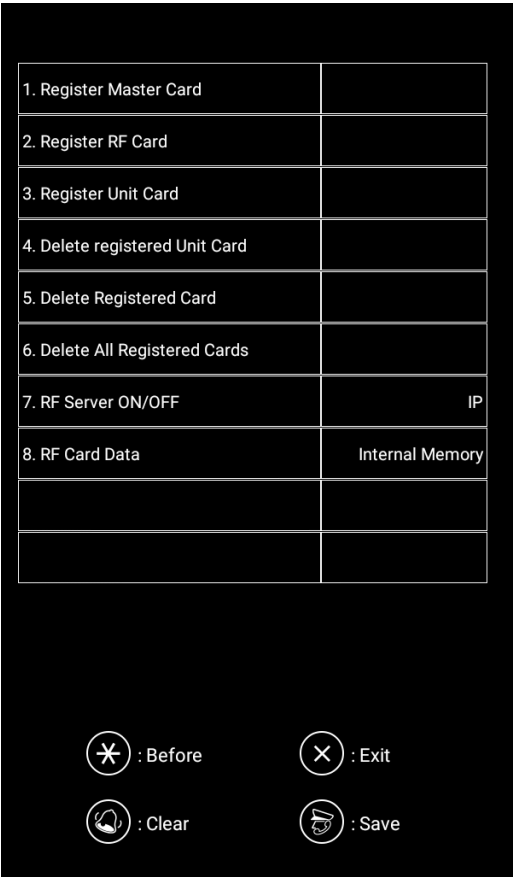 1. Register Master Card
2. Register RF Card
3. Register Unit Card
4. Delete registered Unit Card
5. Delete Registered Card
6. Delete All Registered Cards
7. RF Server ON/OFF IP
8. RF Card Data Internal Memory
: Before : Exit
: Clear : Save